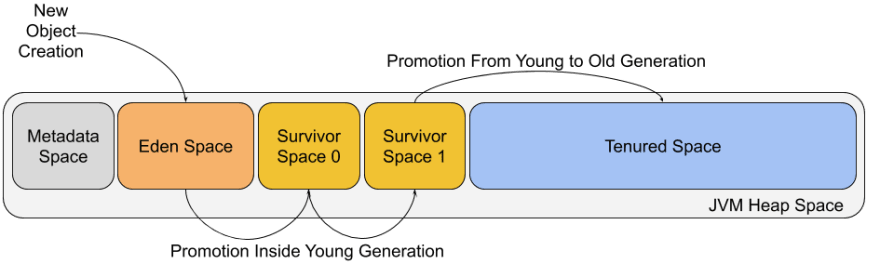 New
Object
Creation
Promotion From Young to Old Generation
Metadata
Space
Eden Space
Survivor
Space 0
Survivor
Space 1
Tenured Space
JVM Heap Space
Promotion Inside Young Generation